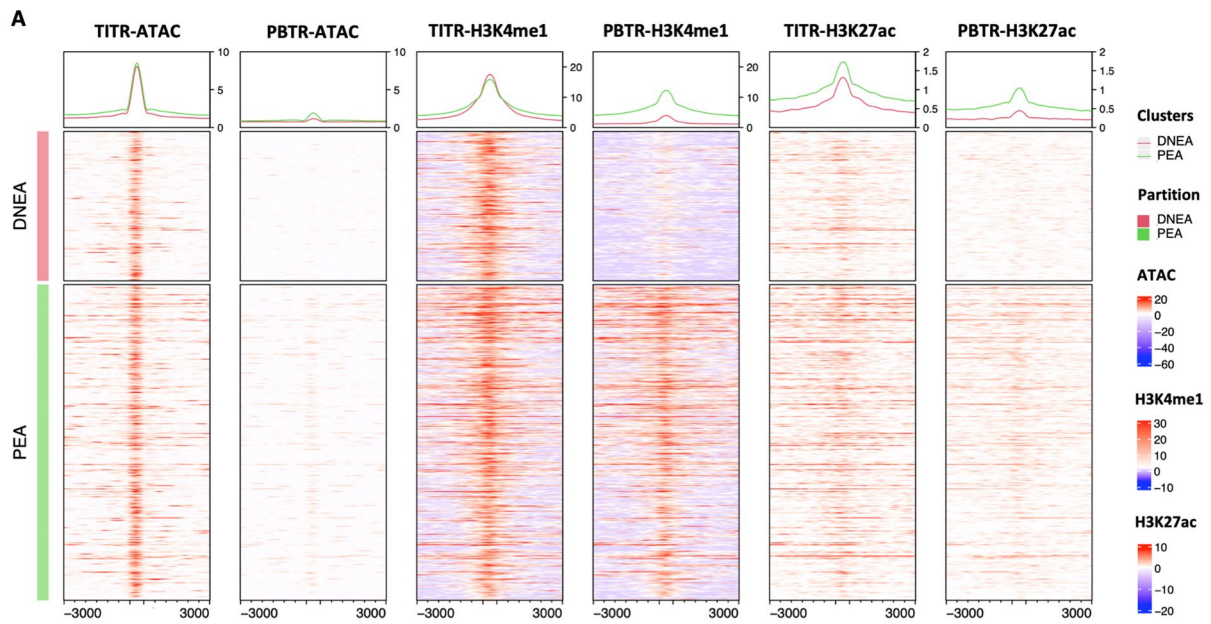 A
TITR-ATAC PBTR-ATAC TITR-H3K4me1 PBTR-H3K4me1 TITR-H3K27ac PBTR-H3K27ac
10 10 2 2
20 20 1.5 1.5
5 5 1 1
10 10 0.5 0.5
0 0 0 0 0 0
Clusters
DNEA
PEA
Partition
DNEA
PEA
DNEA
PEA
ATAC
20
0
−20
−40
−60
H3K4me1
30
20
10
0
−10
H3K27ac
10
0
−10
−20
−3000 3000 −3000 3000 −3000 3000 −3000 3000 −3000 3000 −3000 3000